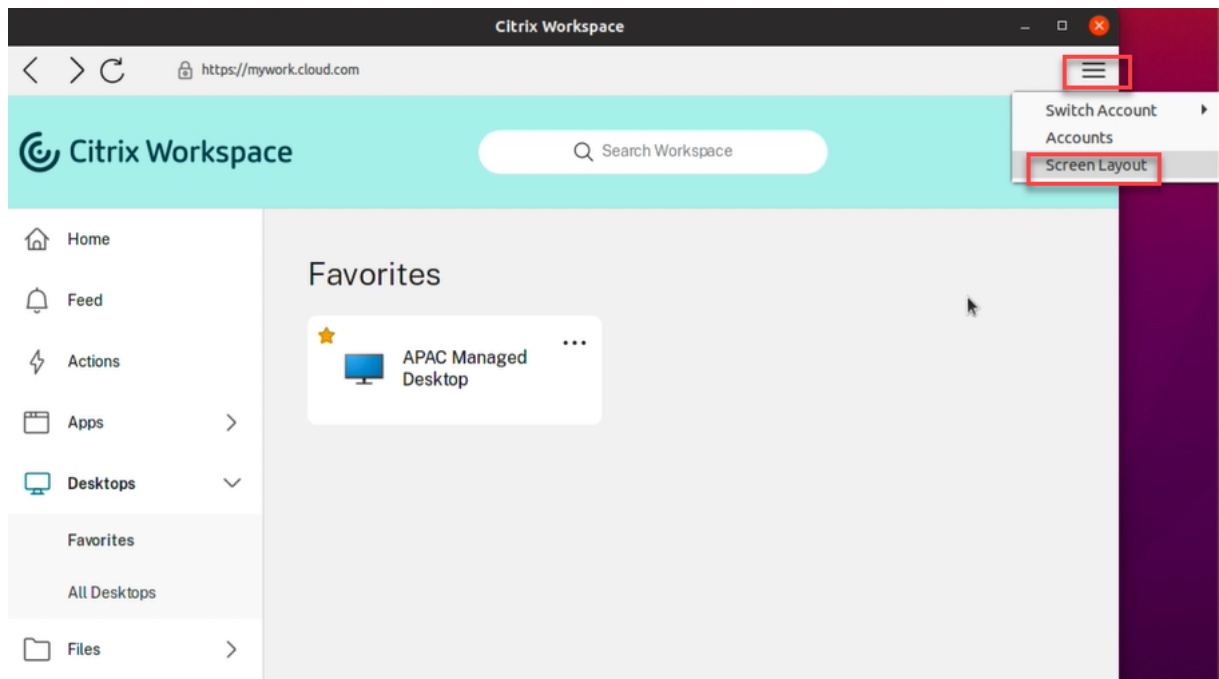 Citrix Workspace
https://mywork.cloud.com
Switch Account
Accounts
Screen Layout
Citrix Workspace
Search Workspace
Home
Feed
Actions
Apps
Desktops
Favorites
All Desktops
Files
Favorites
APAC Managed
Desktop